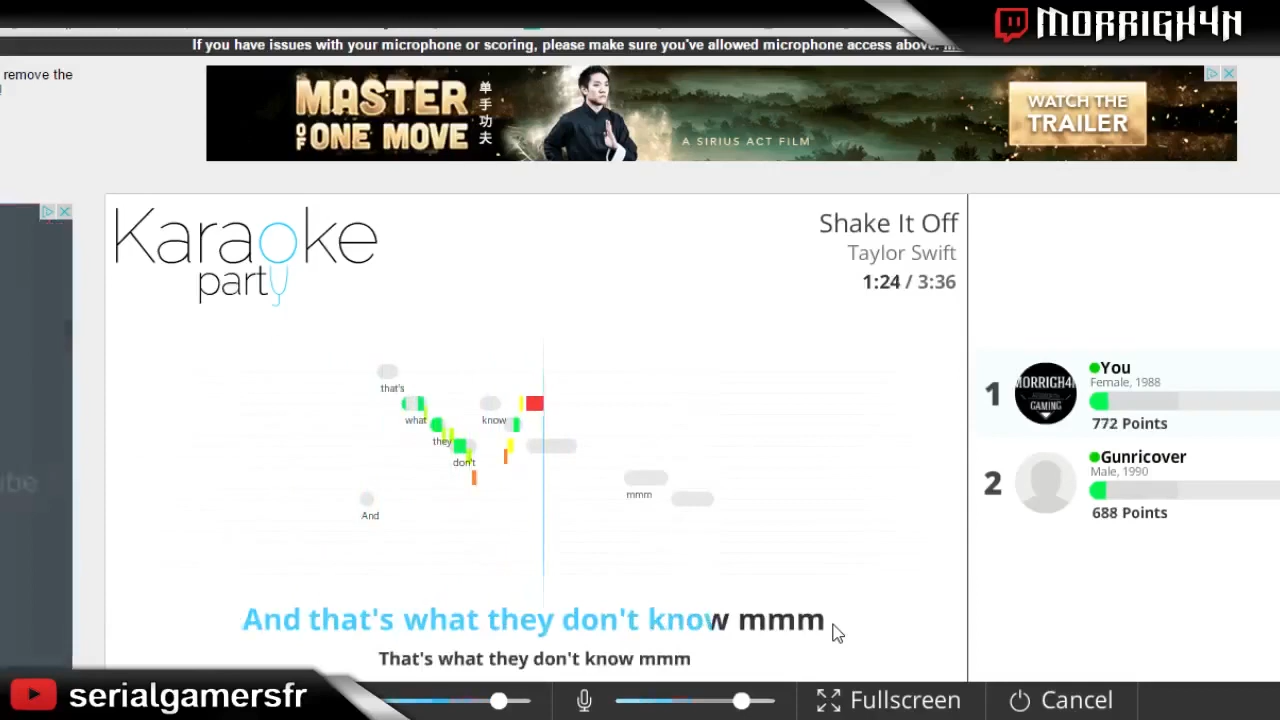 MORRIGH4N
If you have issues with your microphone or scoring, please make sure you've allowed microphone access above.
remove the
MASTER
OF ONE MOVE
单手功夫
A SIRIUS ACT FILM
WATCH THE
TRAILER
Karaoke
party
Shake It Off
Taylor Swift
1:24 / 3:36
that's
what
know
they
don't
mmm
And
1
MORRIGH4N
GAMING
You
Female, 1988
772 Points
2
Gunricover
Male, 1990
688 Points
And that's what they don't know mmm
That's what they don't know mmm
serialgamersfr
Fullscreen
Cancel